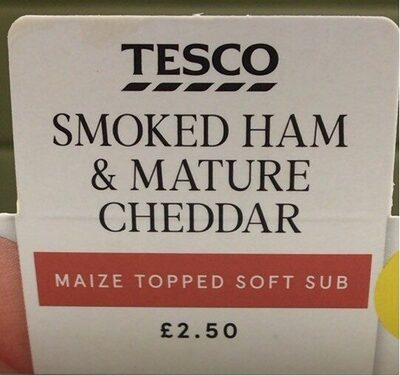 TESCO
SMOKED HAM
& MATURE
CHEDDAR
MAIZE TOPPED SOFT SUB
£2.50